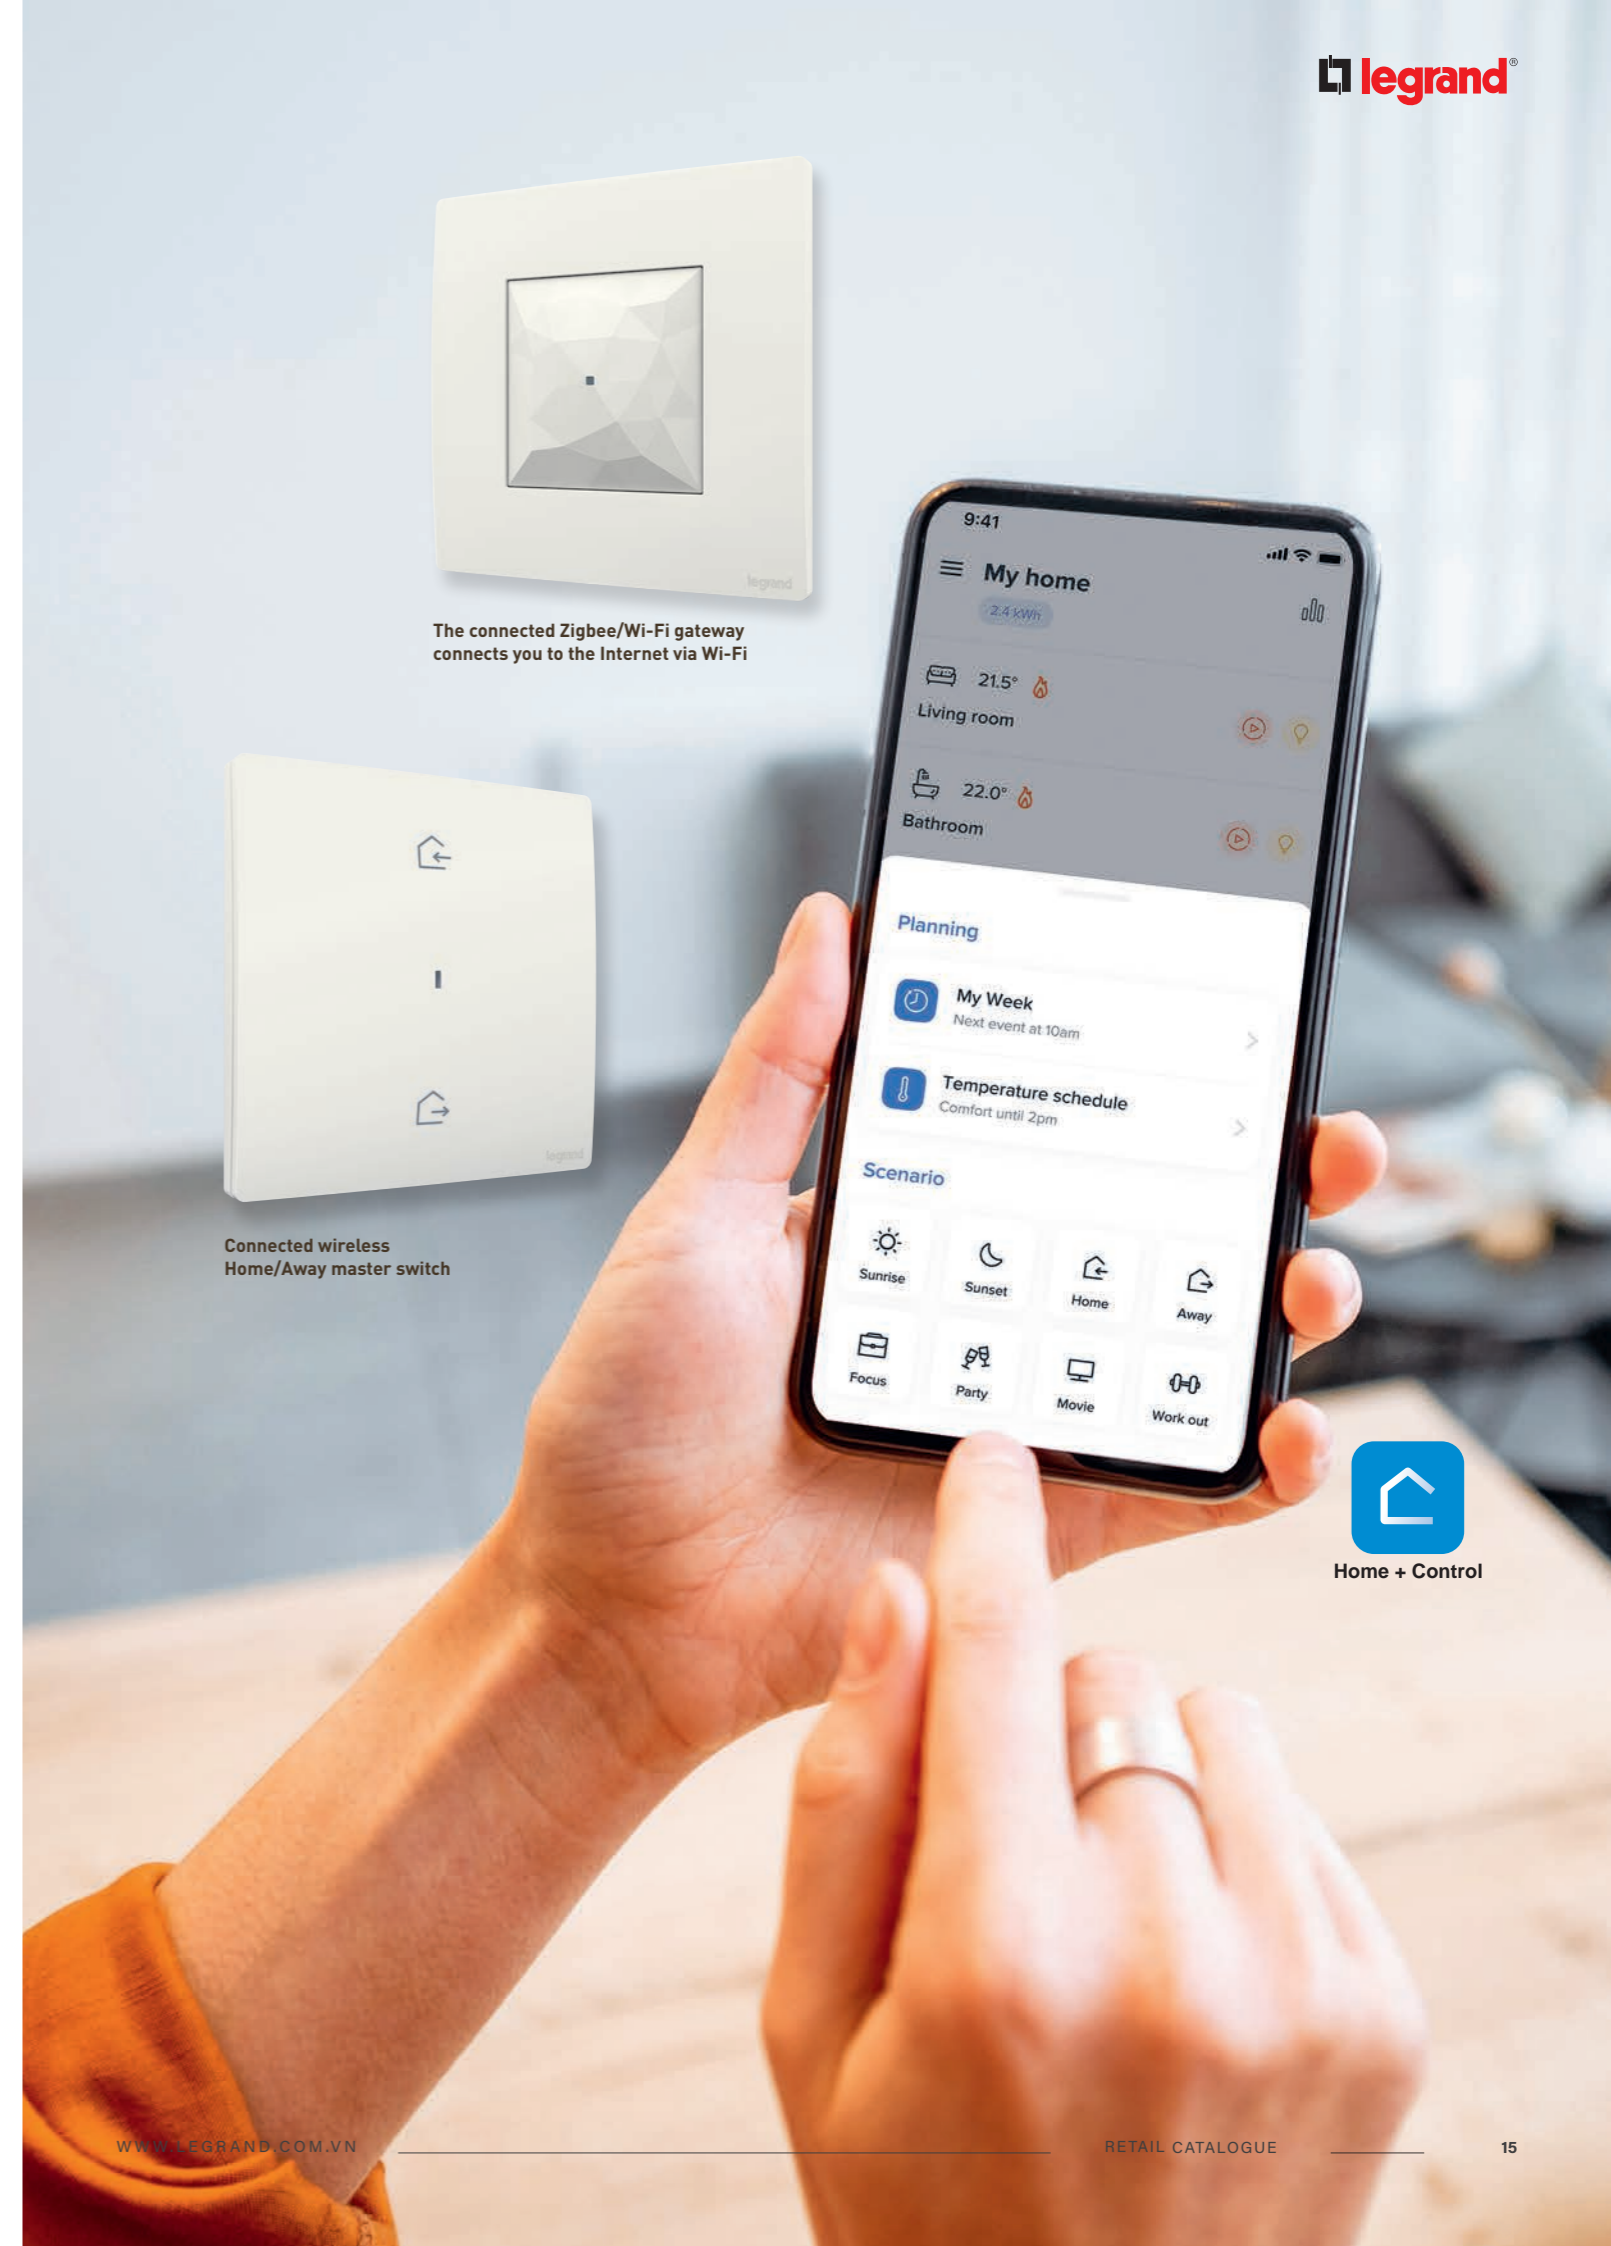 legrand®
legrand
The connected Zigbee/Wi-Fi gateway
connects you to the Internet via Wi-Fi
legrand
Connected wireless
Home/Away master switch
9:41
My home
2.4 kWh
21.5°
Living room
22.0°
Bathroom
Planning
My Week
Next event at 10am
Temperature schedule
Comfort until 2pm
Scenario
Sunrise
Sunset
Home
Away
Focus
Party
Movie
Work out
Home + Control
WWW.LEGRAND.COM.VN
RETAIL CATALOGUE
15